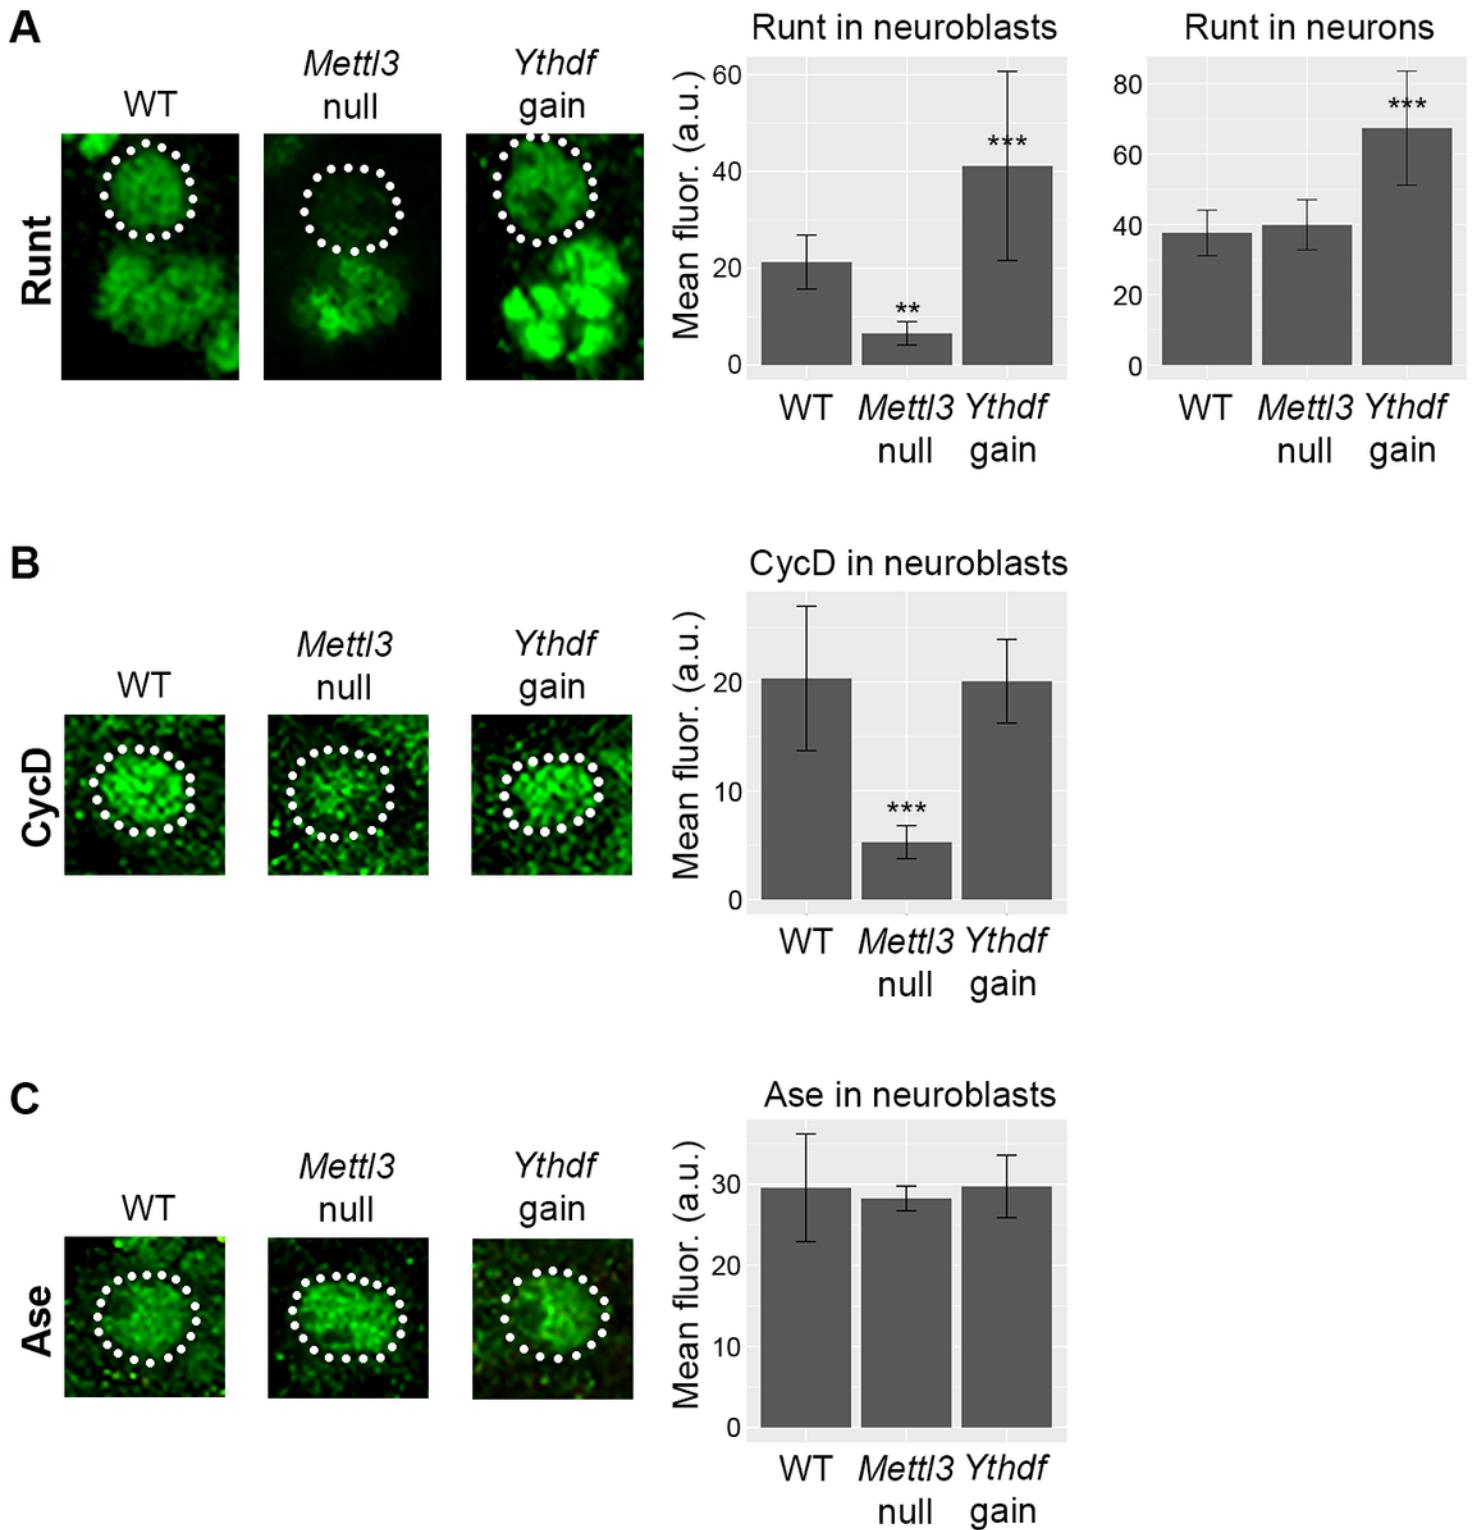 A
Runt in neuroblasts
Runt in neurons
WT
Mettl3
null
Ythdf
gain
Runt
Mean fluor. (a.u.)
60
40
20
0
***
**
WT
Mettl3
null
Ythdf
gain
80
60
40
20
0
***
WT
Mettl3
null
Ythdf
gain
B
CycD in neuroblasts
WT
Mettl3
null
Ythdf
gain
CycD
Mean fluor. (a.u.)
20
10
0
***
WT
Mettl3
null
Ythdf
gain
C
Ase in neuroblasts
WT
Mettl3
null
Ythdf
gain
Ase
Mean fluor. (a.u.)
30
20
10
0
WT
Mettl3
null
Ythdf
gain